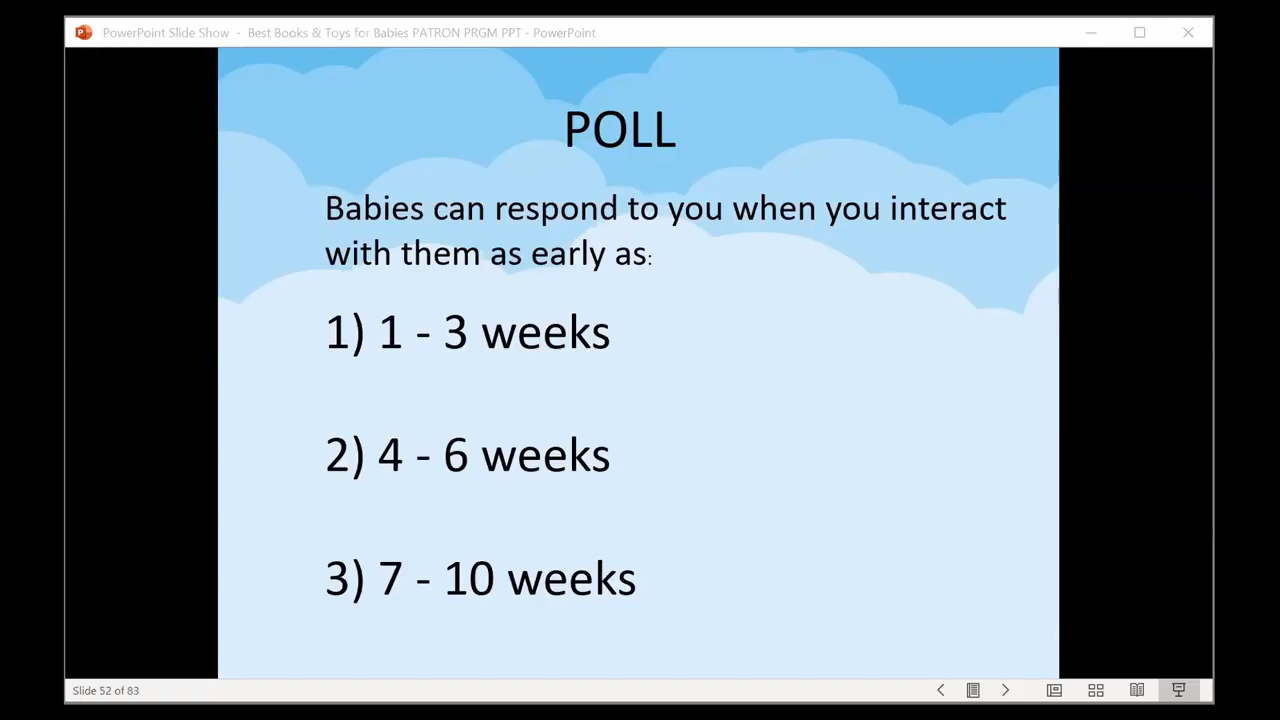 PowerPoint Slide Show - Best Books & Toys for Babies PATRON PRGM PPT - PowerPoint
POLL
Babies can respond to you when you interact
with them as early as:
1) 1 - 3 weeks
2) 4 - 6 weeks
3) 7 - 10 weeks
Slide 52 of 83